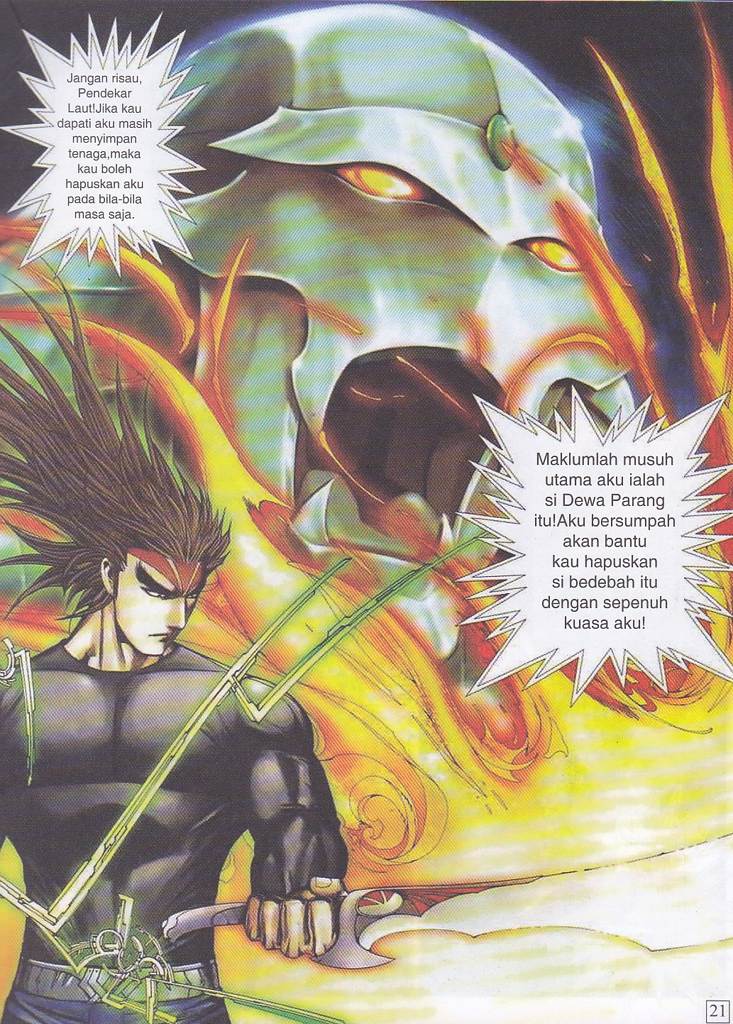 Jangan risau,
Pendekar
Laut!Jika kau
dapati aku masih
menyimpan
tenaga,maka
kau boleh
hapuskan aku
pada bila-bila
masa saja.
Maklumlah musuh
utama aku ialah
si Dewa Parang
itu!Aku bersumpah
akan bantu
kau hapuskan
si bedebah itu
dengan sepenuh
kuasa aku!
21